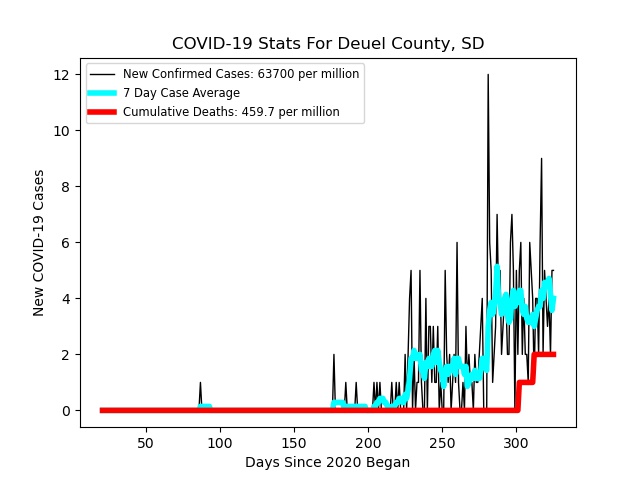 COVID-19 Stats For Deuel County, SD
New Confirmed Cases: 63700 per million
7 Day Case Average
Cumulative Deaths: 459.7 per million
New COVID-19 Cases
12
10
8
6
4
2
0
50 100 150 200 250 300
Days Since 2020 Began